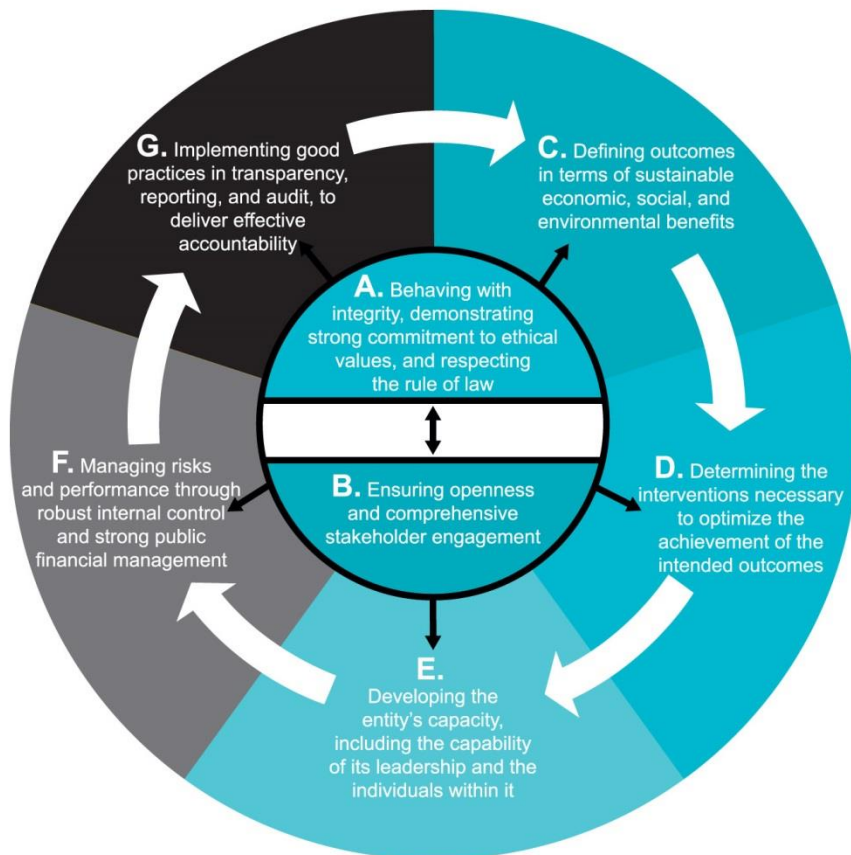 A. Behaving with
integrity, demonstrating
strong commitment to ethical
values, and respecting
the rule of law
B. Ensuring openness
and comprehensive
stakeholder engagement
C. Defining outcomes
in terms of sustainable
economic, social, and
environmental benefits
D. Determining the
interventions necessary
to optimize the
achievement of the
intended outcomes
E.
Developing the
entity's capacity,
including the capability
of its leadership and the
individuals within it
F. Managing risks
and performance through
robust internal control
and strong public
financial management
G. Implementing good
practices in transparency,
reporting, and audit, to
deliver effective
accountability